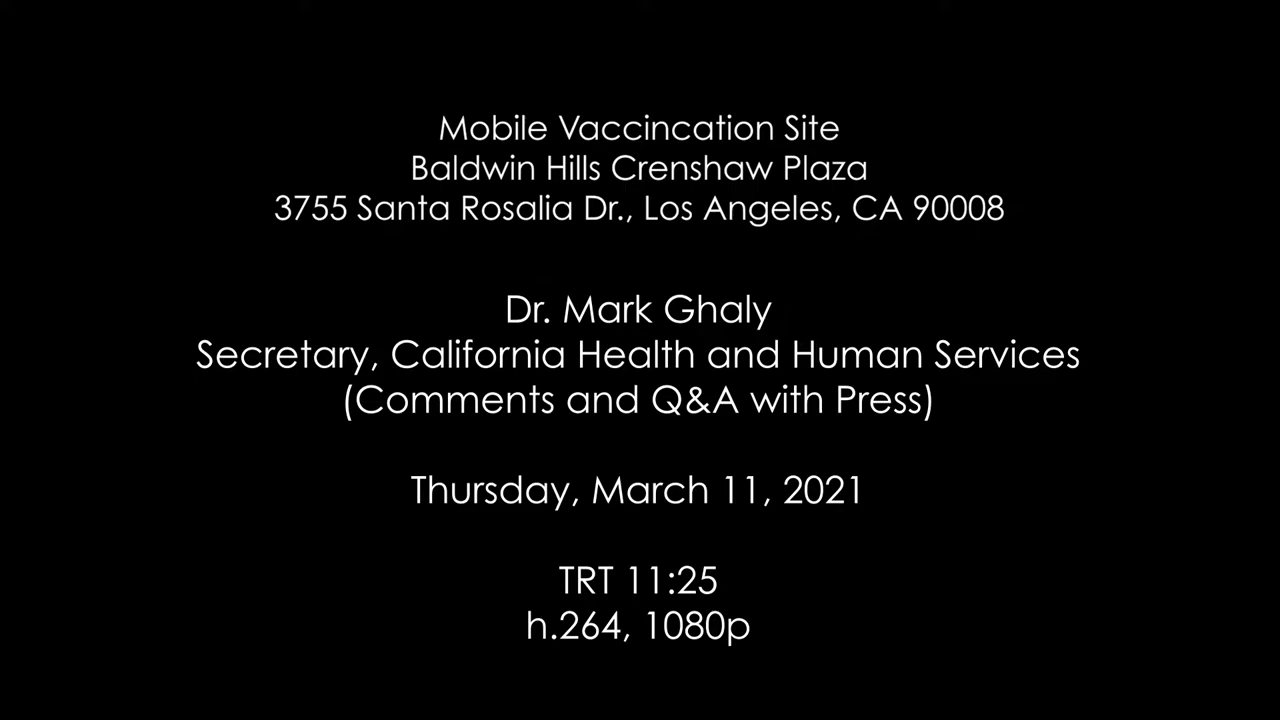 Mobile Vaccincation Site
Baldwin Hills Crenshaw Plaza
3755 Santa Rosalia Dr., Los Angeles, CA 90008
Dr. Mark Ghaly
Secretary, California Health and Human Services
(Comments and Q&A with Press)
Thursday, March 11, 2021
TRT 11:25
h.264, 1080p